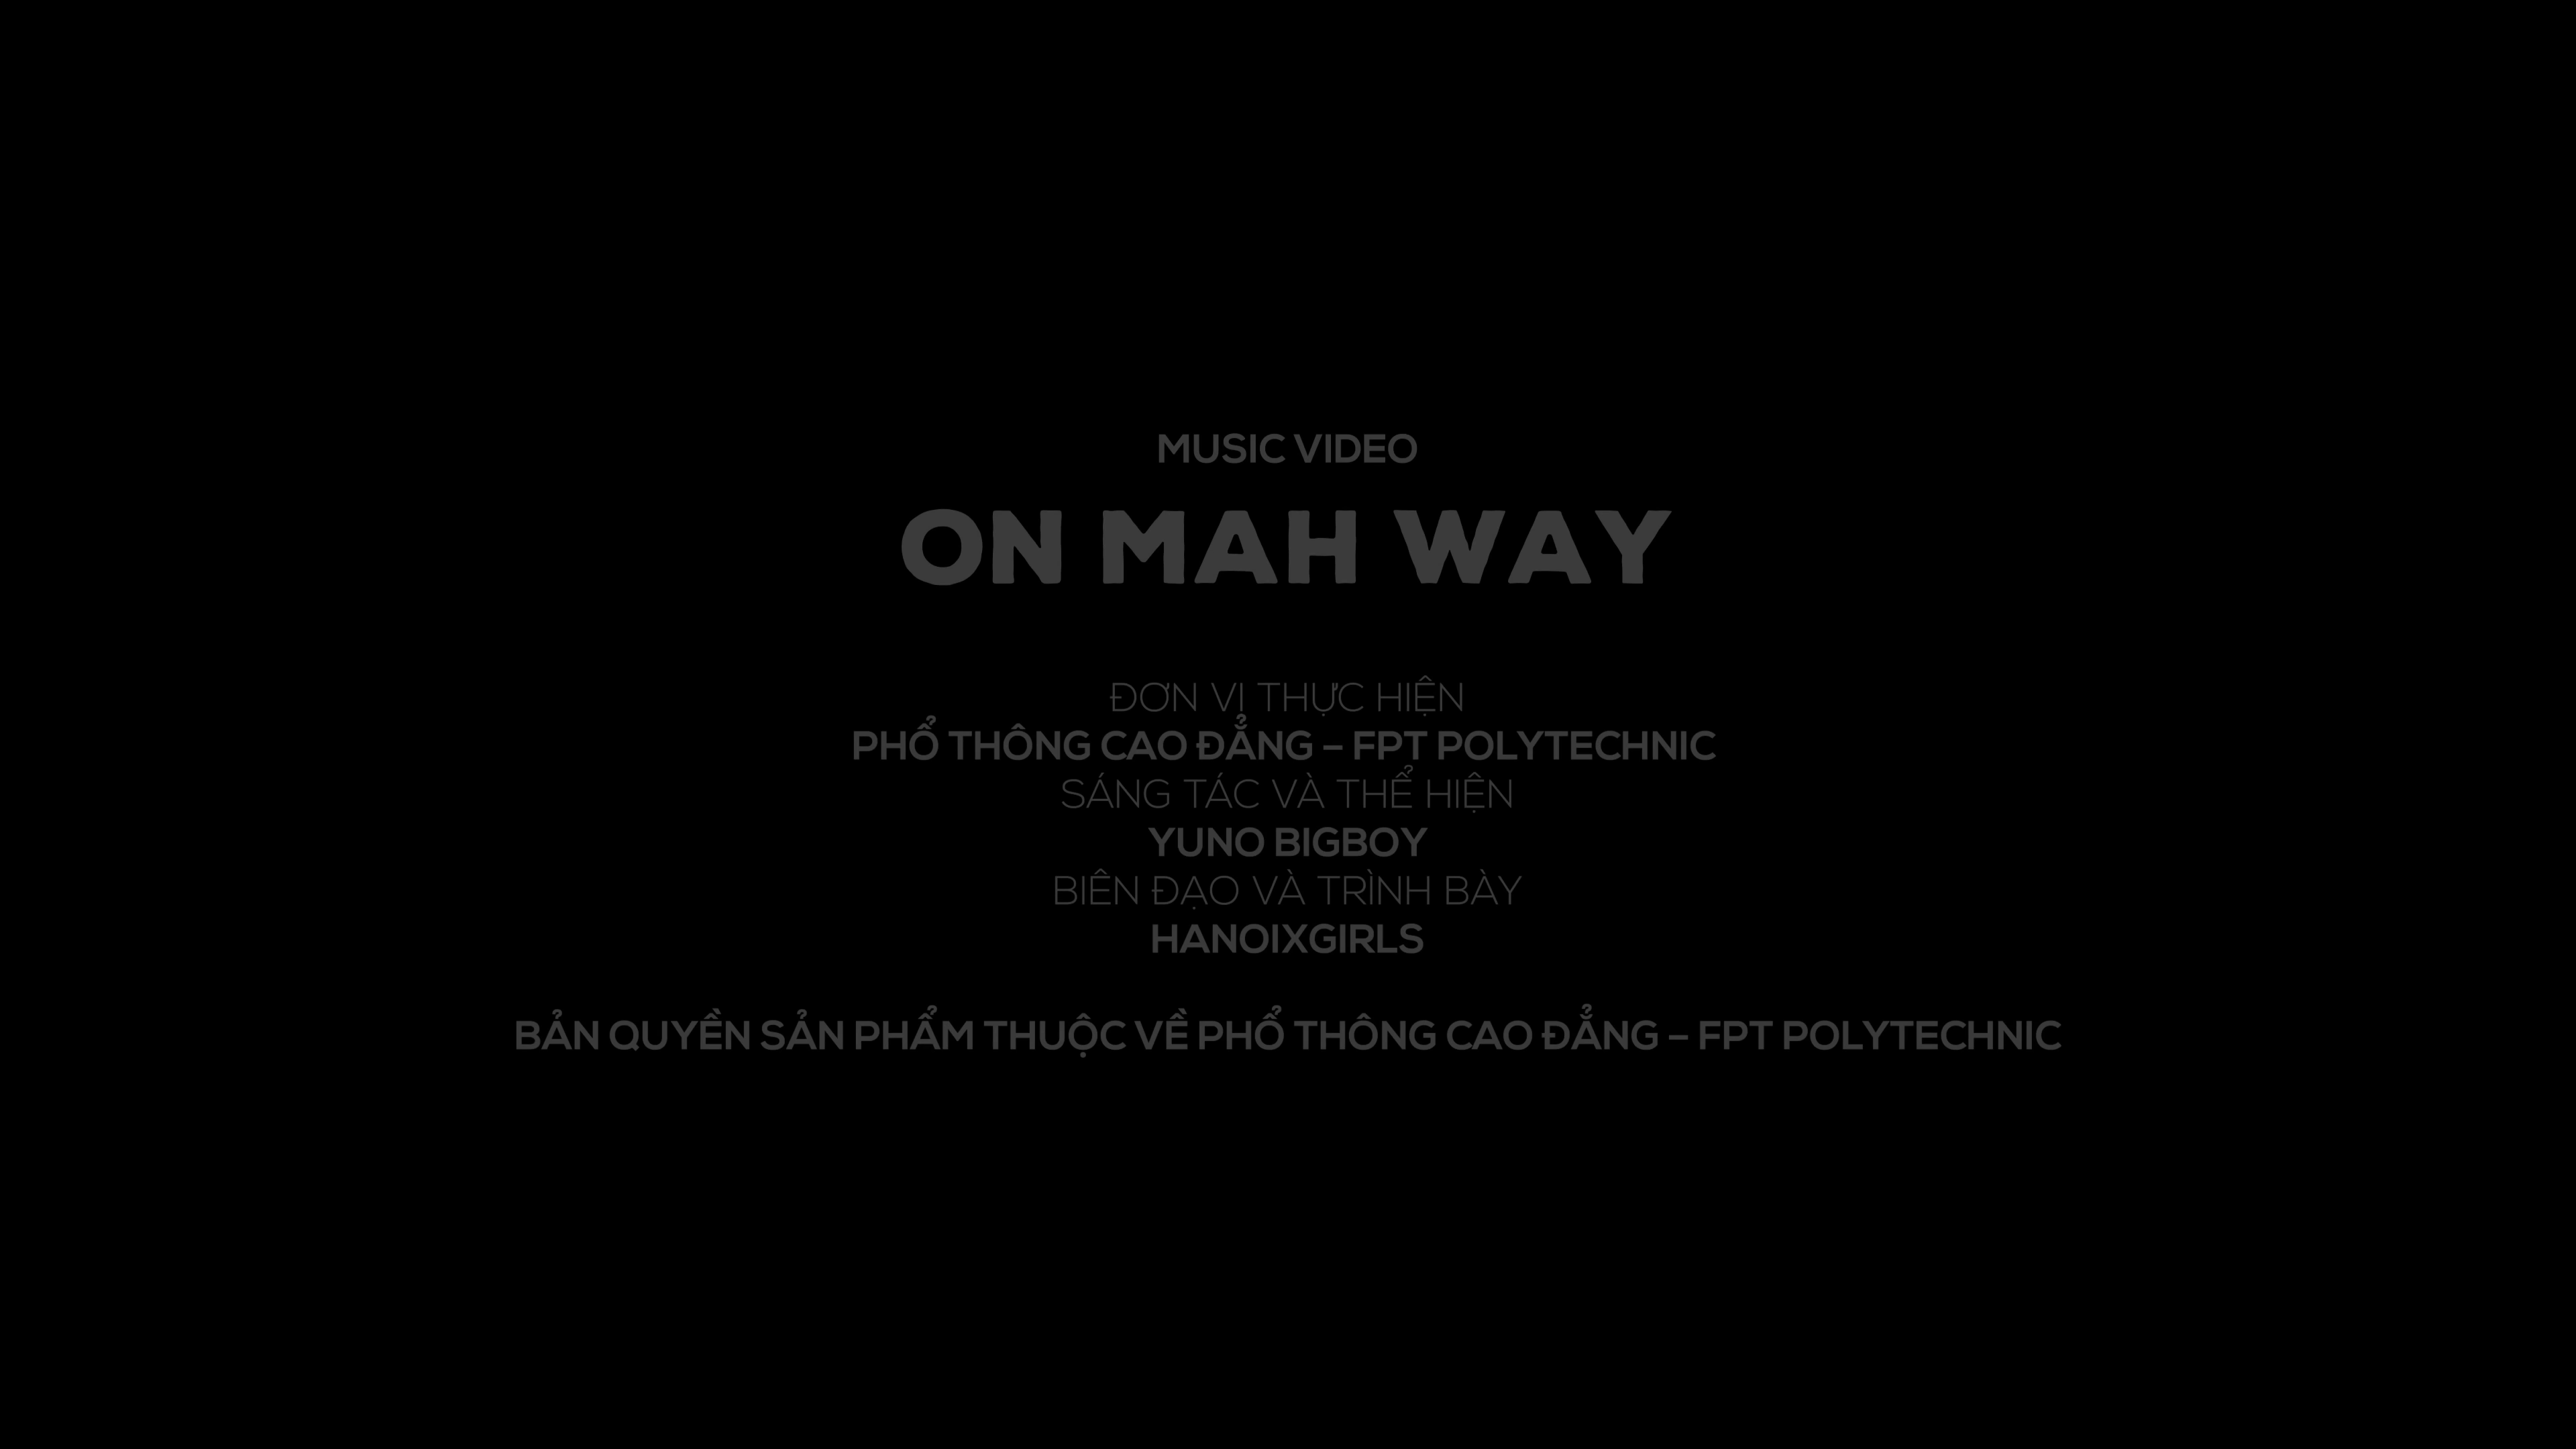 MUSIC VIDEO
ON MAH WAY
ĐƠN VỊ THỰC HIỆN
PHỔ THÔNG CAO ĐẲNG – FPT POLYTECHNIC
SÁNG TÁC VÀ THỂ HIỆN
YUNO BIGBOY
BIÊN ĐẠO VÀ TRÌNH BÀY
HANOIXGIRLS
BẢN QUYỀN SẢN PHẨM THUỘC VỀ PHỔ THÔNG CAO ĐẲNG – FPT POLYTECHNIC